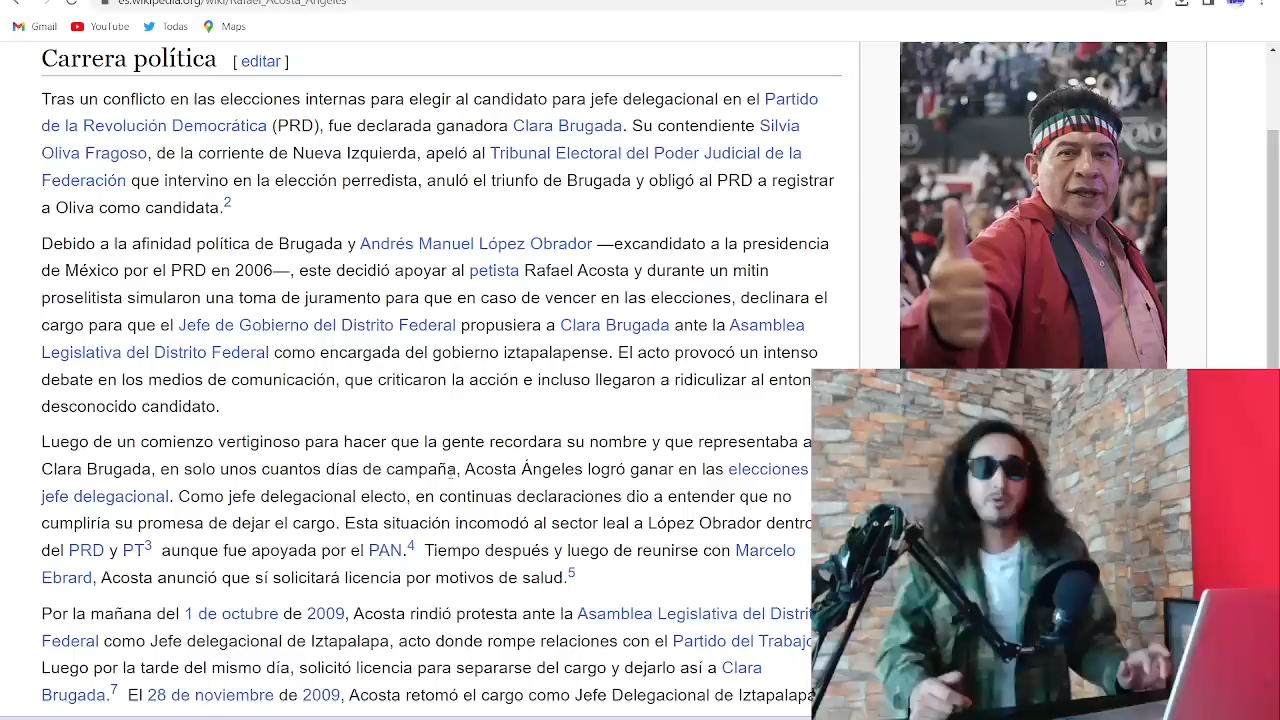 es.wikipedia.org/wiki/Rafael_Acosta_Ángeles
Gmail YouTube Todas Maps
Carrera política [ editar ]
Tras un conflicto en las elecciones internas para elegir al candidato para jefe delegacional en el Partido
de la Revolución Democrática (PRD), fue declarada ganadora Clara Brugada. Su contendiente Silvia
Oliva Fragoso, de la corriente de Nueva Izquierda, apeló al Tribunal Electoral del Poder Judicial de la
Federación que intervino en la elección perredista, anuló el triunfo de Brugada y obligó al PRD a registrar
a Oliva como candidata.2
Debido a la afinidad política de Brugada y Andrés Manuel López Obrador —excandidato a la presidencia
de México por el PRD en 2006—, este decidió apoyar al petista Rafael Acosta y durante un mitin
proselitista simularon una toma de juramento para que en caso de vencer en las elecciones, declinara el
cargo para que el Jefe de Gobierno del Distrito Federal propusiera a Clara Brugada ante la Asamblea
Legislativa del Distrito Federal como encargada del gobierno iztapalapense. El acto provocó un intenso
debate en los medios de comunicación, que criticaron la acción e incluso llegaron a ridiculizar al enton
desconocido candidato.
Luego de un comienzo vertiginoso para hacer que la gente recordara su nombre y que representaba a
Clara Brugada, en solo unos cuantos días de campaña, Acosta Ángeles logró ganar en las elecciones
jefe delegacional. Como jefe delegacional electo, en continuas declaraciones dio a entender que no
cumpliría su promesa de dejar el cargo. Esta situación incomodó al sector leal a López Obrador dentro
del PRD y PT3 aunque fue apoyada por el PAN.4 Tiempo después y luego de reunirse con Marcelo
Ebrard, Acosta anunció que sí solicitará licencia por motivos de salud.5
Por la mañana del 1 de octubre de 2009, Acosta rindió protesta ante la Asamblea Legislativa del Distrit
Federal como Jefe delegacional de Iztapalapa, acto donde rompe relaciones con el Partido del Trabajo
Luego por la tarde del mismo día, solicitó licencia para separarse del cargo y dejarlo así a Clara
Brugada.7 El 28 de noviembre de 2009, Acosta retomó el cargo como Jefe Delegacional de Iztapalapa